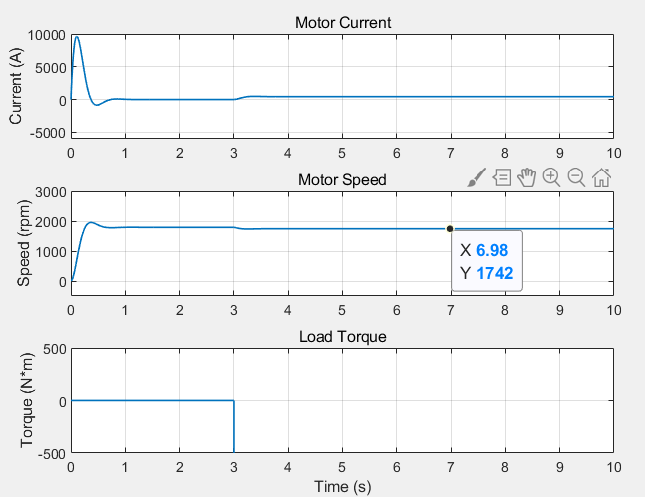 Motor Current
Current (A)
10000
5000
0
-5000
0 1 2 3 4 5 6 7 8 9 10
Motor Speed
Speed (rpm)
3000
2000
1000
0
X 6.98
Y 1742
0 1 2 3 4 5 6 7 8 9 10
Load Torque
Torque (N*m)
500
0
-500
0 1 2 3 4 5 6 7 8 9 10
Time (s)